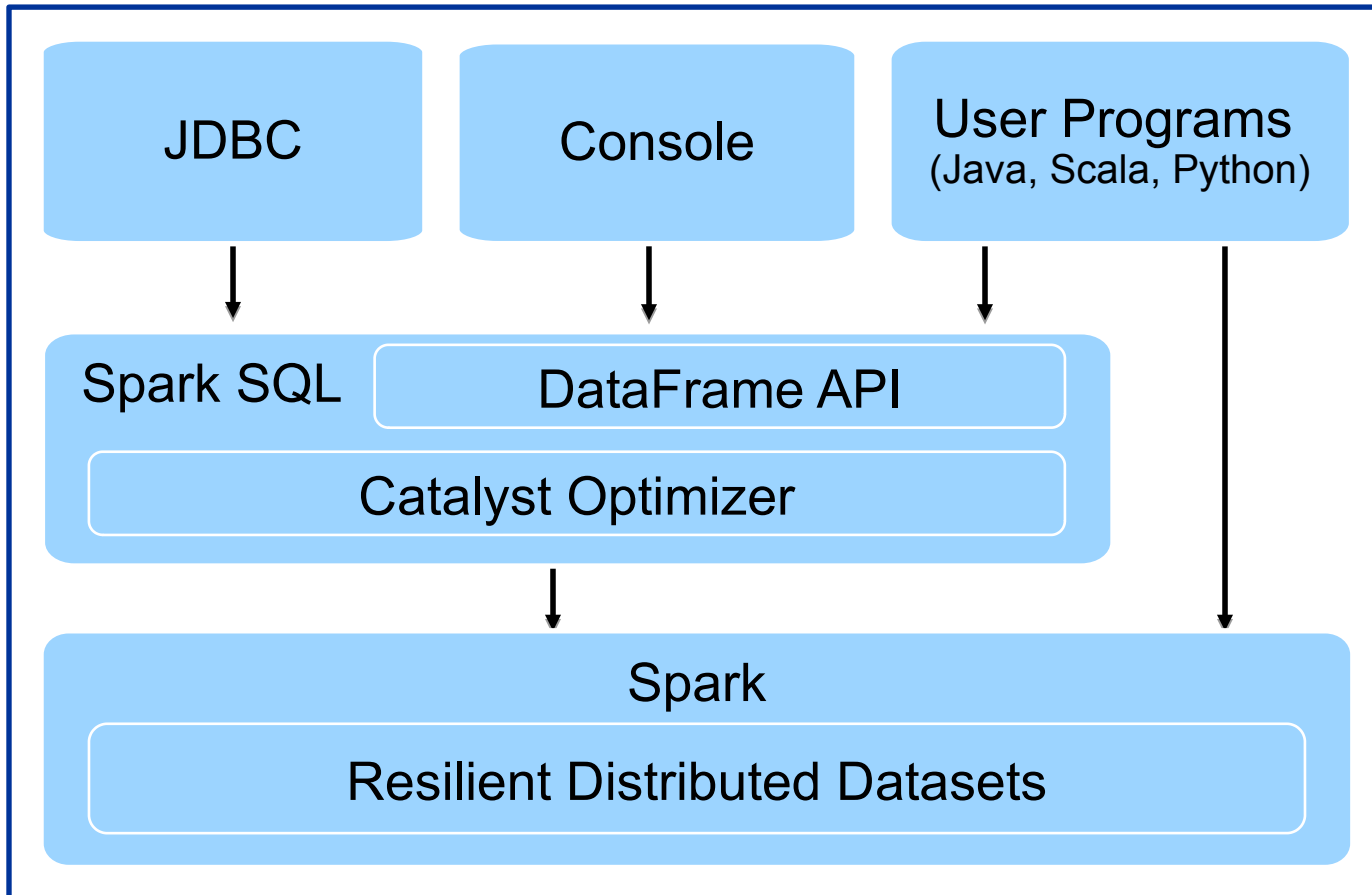 JDBC
Console
User Programs
(Java, Scala, Python)
Spark SQL
DataFrame API
Catalyst Optimizer
Spark
Resilient Distributed Datasets